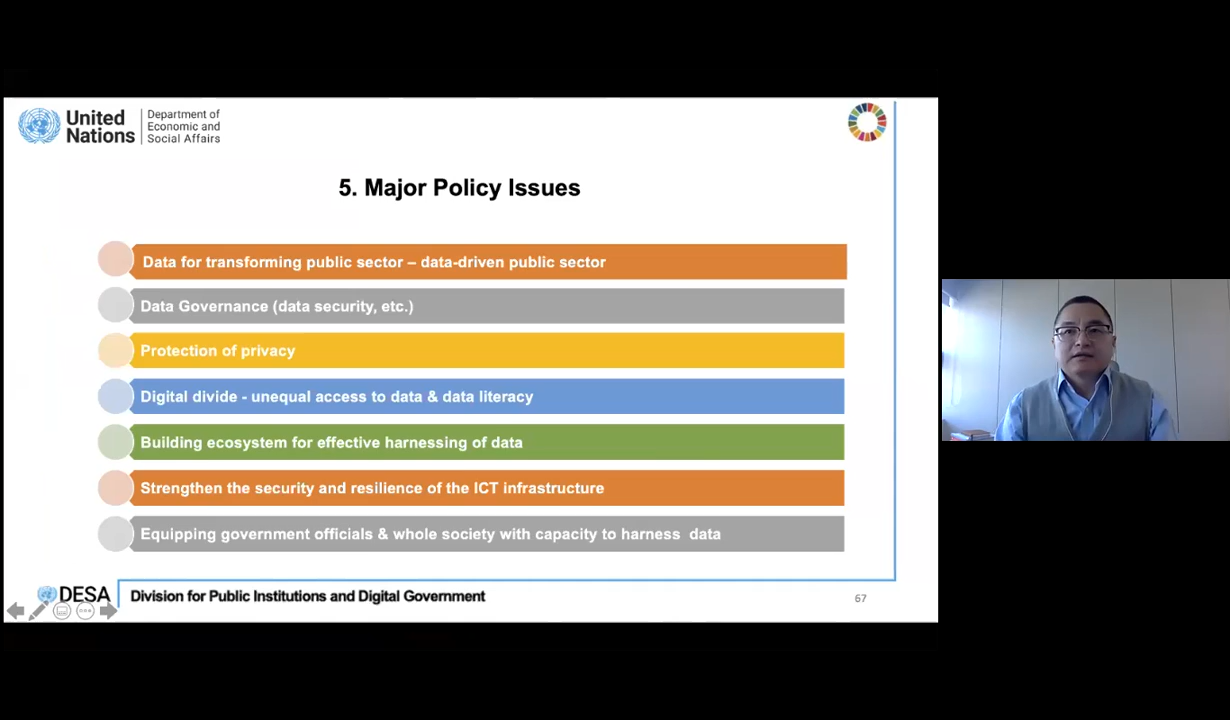 United
Nations
Department of
Economic and
Social Affairs
5. Major Policy Issues
Data for transforming public sector – data-driven public sector
Data Governance (data security, etc.)
Protection of privacy
Digital divide - unequal access to data & data literacy
Building ecosystem for effective harnessing of data
Strengthen the security and resilience of the ICT infrastructure
Equipping government officials & whole society with capacity to harness data
DESA
Division for Public Institutions and Digital Government
67